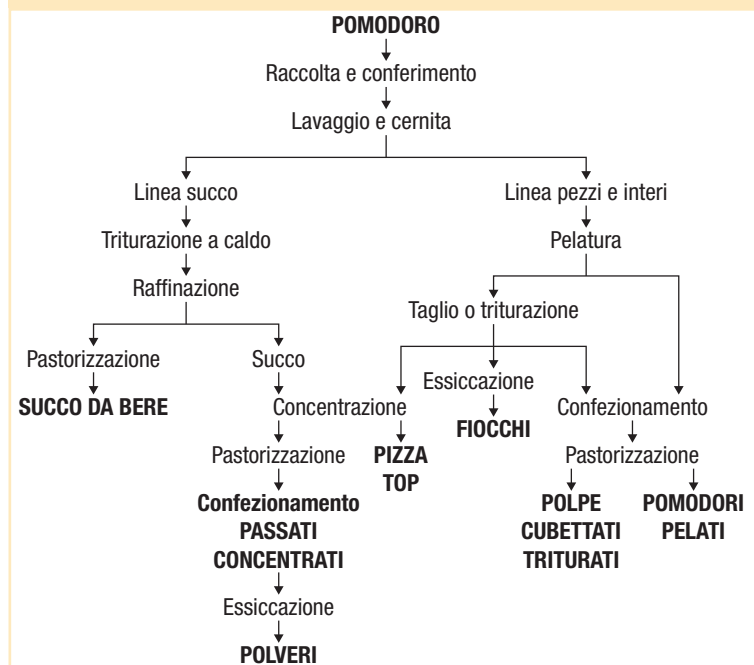 POMODORO
Raccolta e conferimento
Lavaggio e cernita
Linea succo
Linea pezzi e interi
Triturazione a caldo
Pelatura
Raffinazione
Taglio o triturazione
Pastorizzazione
Succo
Essiccazione
SUCCO DA BERE
Concentrazione
FIOCCHI
Confezionamento
Pastorizzazione
PIZZA
TOP
Pastorizzazione
Confezionamento
PASSATI
CONCENTRATI
POLPE
CUBETTATI
TRITURATI
POMODORI
PELATI
Essiccazione
POLVERI